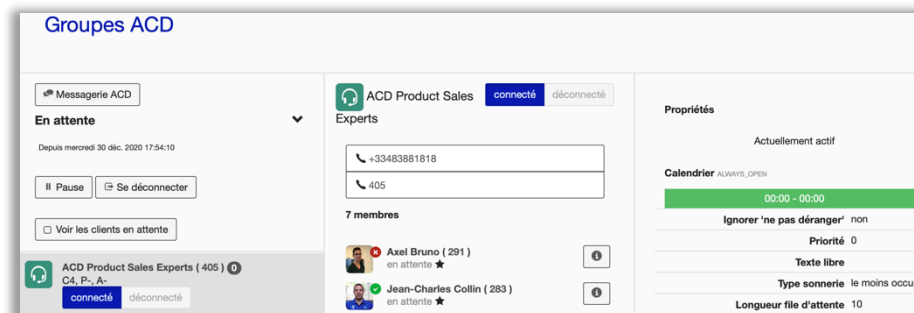 Groupes ACD
Messagerie ACD
En attente
Depuis mercredi 30 déc. 2020 17:54:10
Pause
Se déconnecter
Voir les clients en attente
ACD Product Sales Experts ( 405 ) 0
C4, P-, A-
connecté
déconnecté
ACD Product Sales
Experts
connecté
déconnecté
+33483881818
405
7 membres
Axel Bruno ( 291 )
en attente
Jean-Charles Collin ( 283 )
en attente
Propriétés
Actuellement actif
Calendrier ALWAYS_OPEN
00:00 - 00:00
Ignorer 'ne pas déranger' non
Priorité 0
Texte libre
Type sonnerie le moins occu
Longueur file d'attente 10